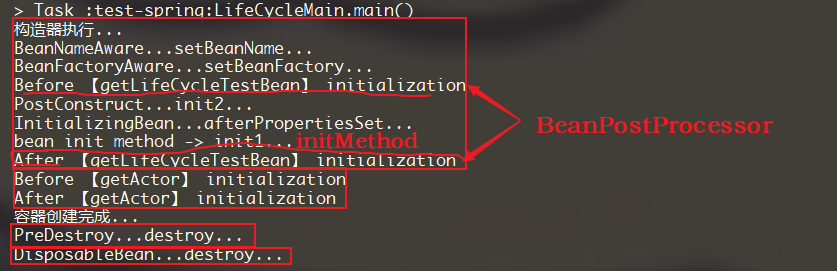 > Task :test-spring:LifeCycleMain.main()
构造器执行...
BeanNameAware...setBeanName...
BeanFactoryAware...setBeanFactory...
Before 【getLifeCycleTestBean】 initialization
PostConstruct...init2...
InitializingBean...afterPropertiesSet...
BeanPostProcessor
bean init method -> init1...initMethod
After 【getLifeCycleTestBean】 initialization
Before 【getActor】 initialization
After 【getActor】 initialization
容器创建完成...
PreDestroy...destroy...
DisposableBean...destroy...